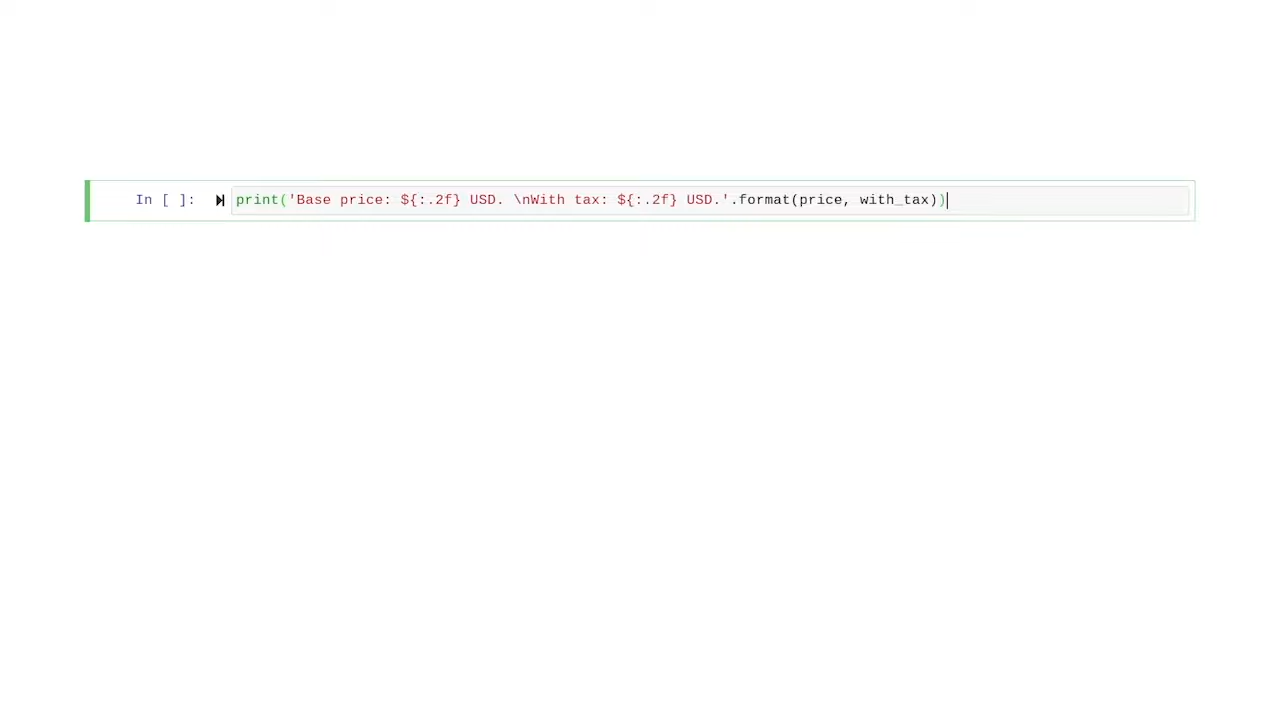 In [ ]: print('Base price: ${:.2f} USD. \nWith tax: ${:.2f} USD.'.format(price, with_tax))